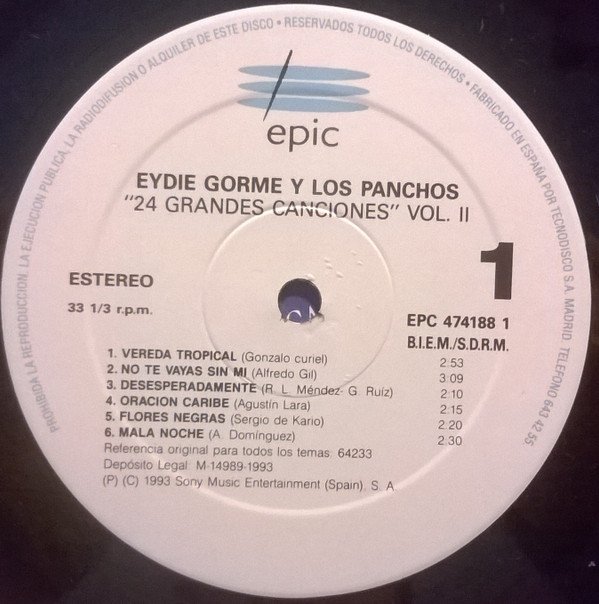 PROHIBIDA LA REPRODUCCION, LA EJECUCION PUBLICA, LA RADIODIFUSION O ALQUILER DE ESTE DISCO • RESERVADOS TODOS LOS DERECHOS • FABRICADO EN ESPAÑA POR TECNODISCO S.A. MADRID. TELEFONO 643 42 55
epic
EYDIE GORME Y LOS PANCHOS
"24 GRANDES CANCIONES" VOL. II
1
ESTEREO
33 1/3 r.p.m.
EPC 474188 1
B.I.E.M./S.D.R.M.
1. VEREDA TROPICAL (Gonzalo curiel) 2:53
2. NO TE VAYAS SIN MI (Alfredo Gil) 3:09
3. DESESPERADAMENTE (R. L. Méndez- G. Ruíz) 2:10
4. ORACION CARIBE (Agustín Lara) 2:15
5. FLORES NEGRAS (Sergio de Kario) 2:20
6. MALA NOCHE (A. Domínguez) 2.30
Referencia original para todos los temas: 64233
Depósito Legal: M-14989-1993
(P) (C) 1993 Sony Music Entertainment (Spain), S. A.